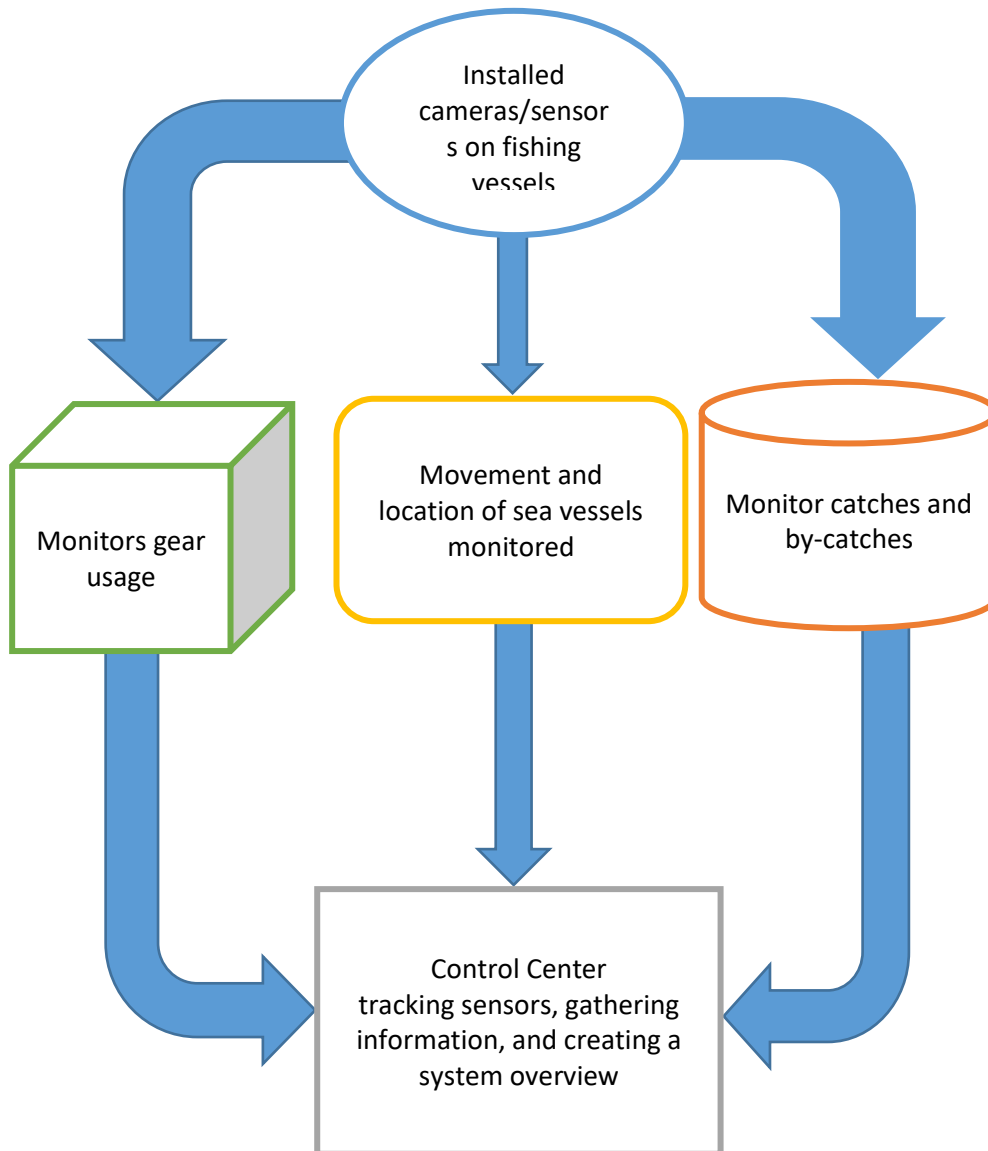 Installed
cameras/sensor
s on fishing
vessels
Monitors gear
usage
Movement and
location of sea vessels
monitored
Monitor catches and
by-catches
Control Center
tracking sensors, gathering
information, and creating a
system overview